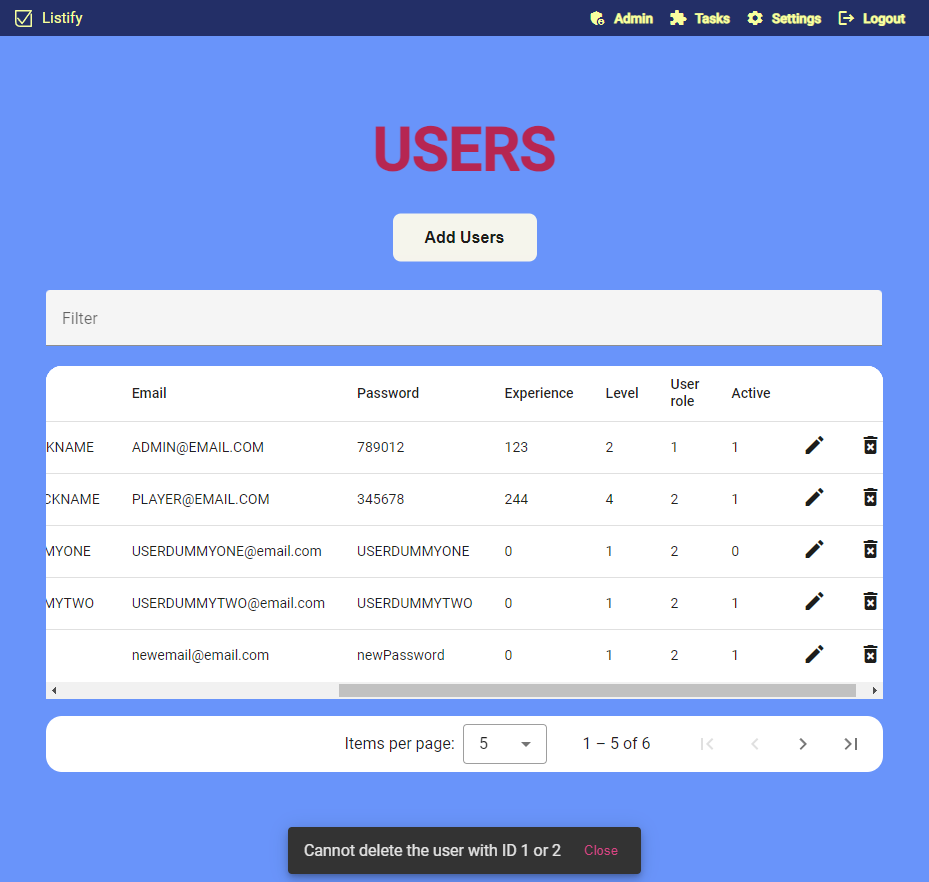 Listify Admin Tasks Settings Logout
USERS
Add Users
Filter
Email Password Experience Level User role Active
KNAME ADMIN@EMAIL.COM 789012 123 2 1 1
CKNAME PLAYER@EMAIL.COM 345678 244 4 2 1
MYONE USERDUMMYONE@email.com USERDUMMYONE 0 1 2 0
MYTWO USERDUMMYTWO@email.com USERDUMMYTWO 0 1 2 1
newemail@email.com newPassword 0 1 2 1
Items per page: 5 1 – 5 of 6
Cannot delete the user with ID 1 or 2 Close